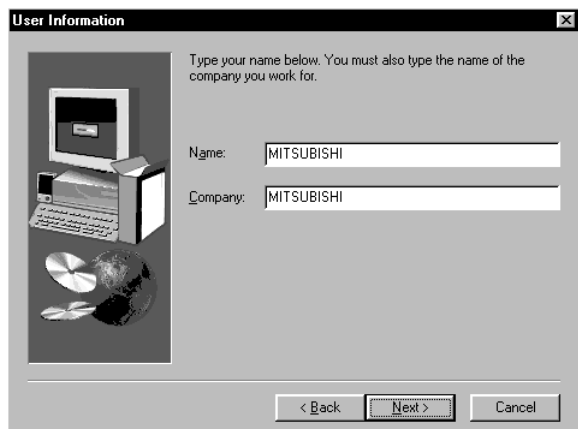 User Information
Type your name below. You must also type the name of the
company you work for.
Name: MITSUBISHI
Company: MITSUBISHI
< Back
Next >
Cancel